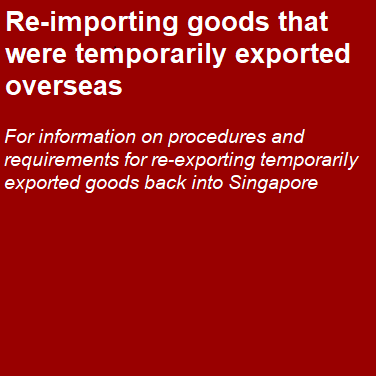 Re-importing goods that
were temporarily exported
overseas
For information on procedures and
requirements for re-exporting temporarily
exported goods back into Singapore